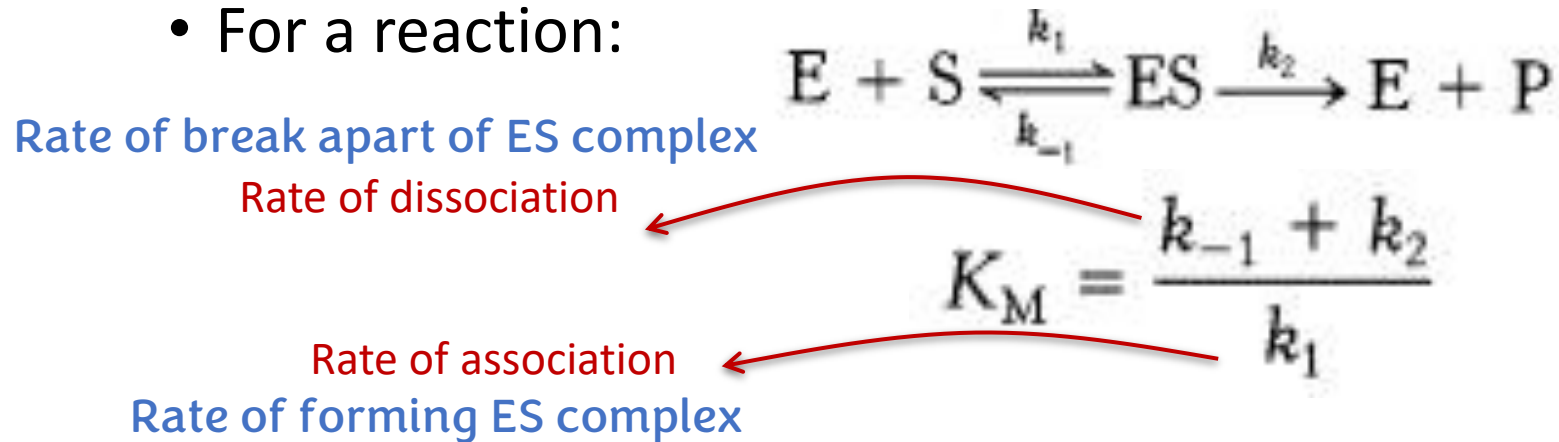 • For a reaction:
E + S ⇌ ES → E + P
k₁
k₂
k₋₁
Rate of break apart of ES complex
Rate of dissociation
K_M = (k₋₁ + k₂) / k₁
Rate of association
Rate of forming ES complex